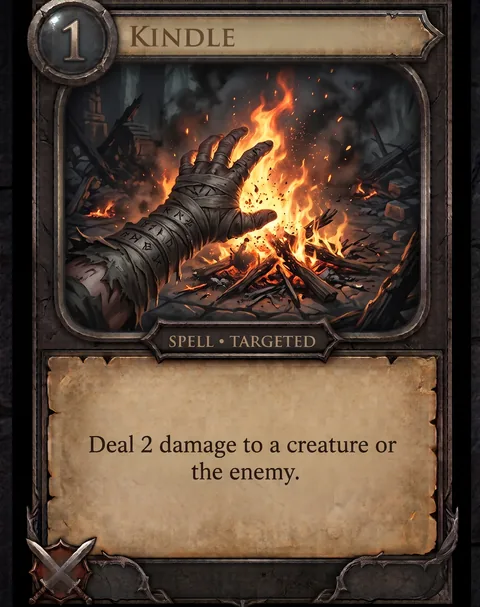 1
KINDLE
SPELL • TARGETED
Deal 2 damage to a creature or
the enemy.